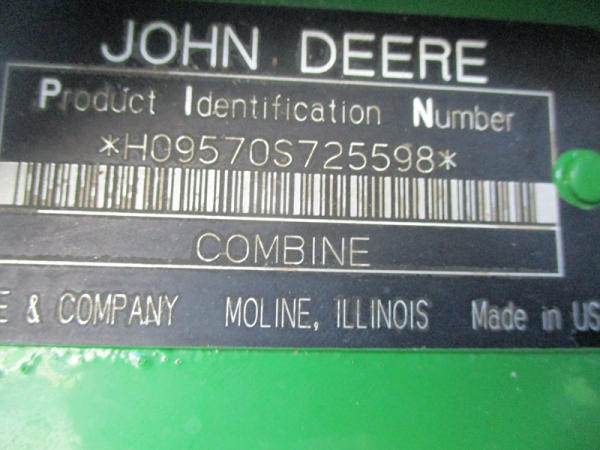 JOHN DEERE
Product Identification Number
*H09570S725598*
COMBINE
E & COMPANY MOLINE, ILLINOIS Made in US